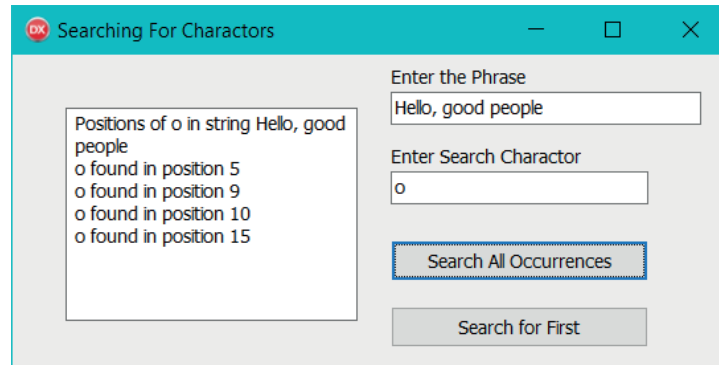 DX
Searching For Charactors
Enter the Phrase
Hello, good people
Positions of o in string Hello, good
people
o found in position 5
o found in position 9
o found in position 10
o found in position 15
Enter Search Charactor
o
Search All Occurrences
Search for First